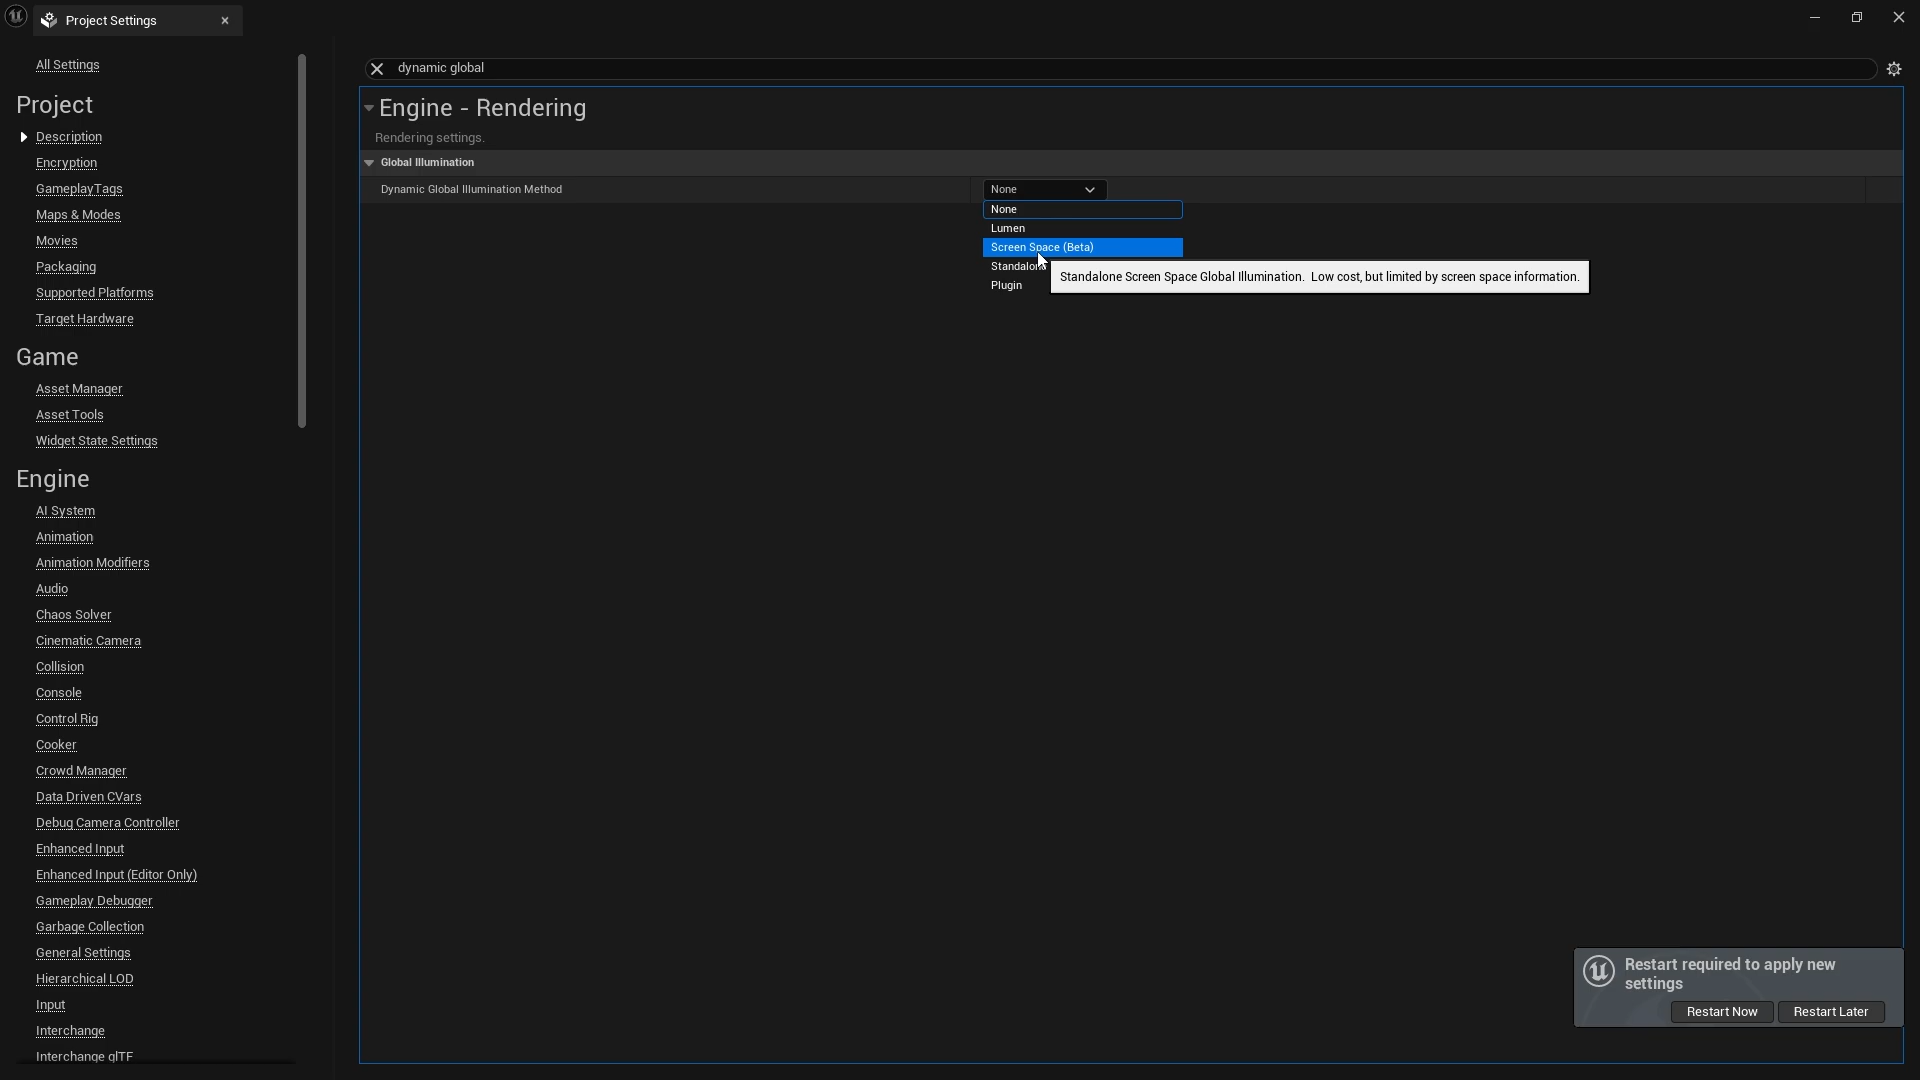 Project Settings
All Settings
Project
Description
Encryption
GameplayTags
Maps & Modes
Movies
Packaging
Supported Platforms
Target Hardware
Game
Asset Manager
Asset Tools
Widget State Settings
Engine
AI System
Animation
Animation Modifiers
Audio
Chaos Solver
Cinematic Camera
Collision
Console
Control Rig
Cooker
Crowd Manager
Data Driven CVars
Debug Camera Controller
Enhanced Input
Enhanced Input (Editor Only)
Gameplay Debugger
Garbage Collection
General Settings
Hierarchical LOD
Input
Interchange
Interchange glTF
dynamic global
Engine - Rendering
Rendering settings.
Global Illumination
Dynamic Global Illumination Method
None
None
Lumen
Screen Space (Beta)
Standalone
Plugin
Standalone Screen Space Global Illumination.  Low cost, but limited by screen space information.
Restart required to apply new
settings
Restart Now
Restart Later